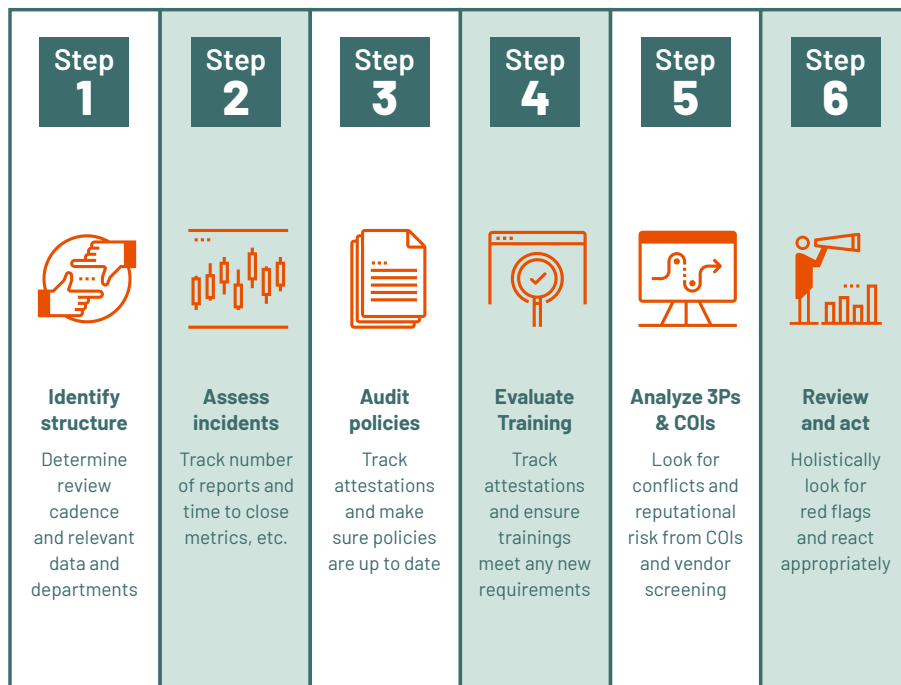 Step
1
Identify
structure
Determine
review
cadence
and relevant
data and
departments
Step
2
Assess
incidents
Track number
of reports and
time to close
metrics, etc.
Step
3
Audit
policies
Track
attestations
and make
sure policies
are up to date
Step
4
Evaluate
Training
Track
attestations
and ensure
trainings
meet any new
requirements
Step
5
Analyze 3Ps
& COIs
Look for
conflicts and
reputational
risk from COIs
and vendor
screening
Step
6
Review
and act
Holistically
look for
red flags
and react
appropriately